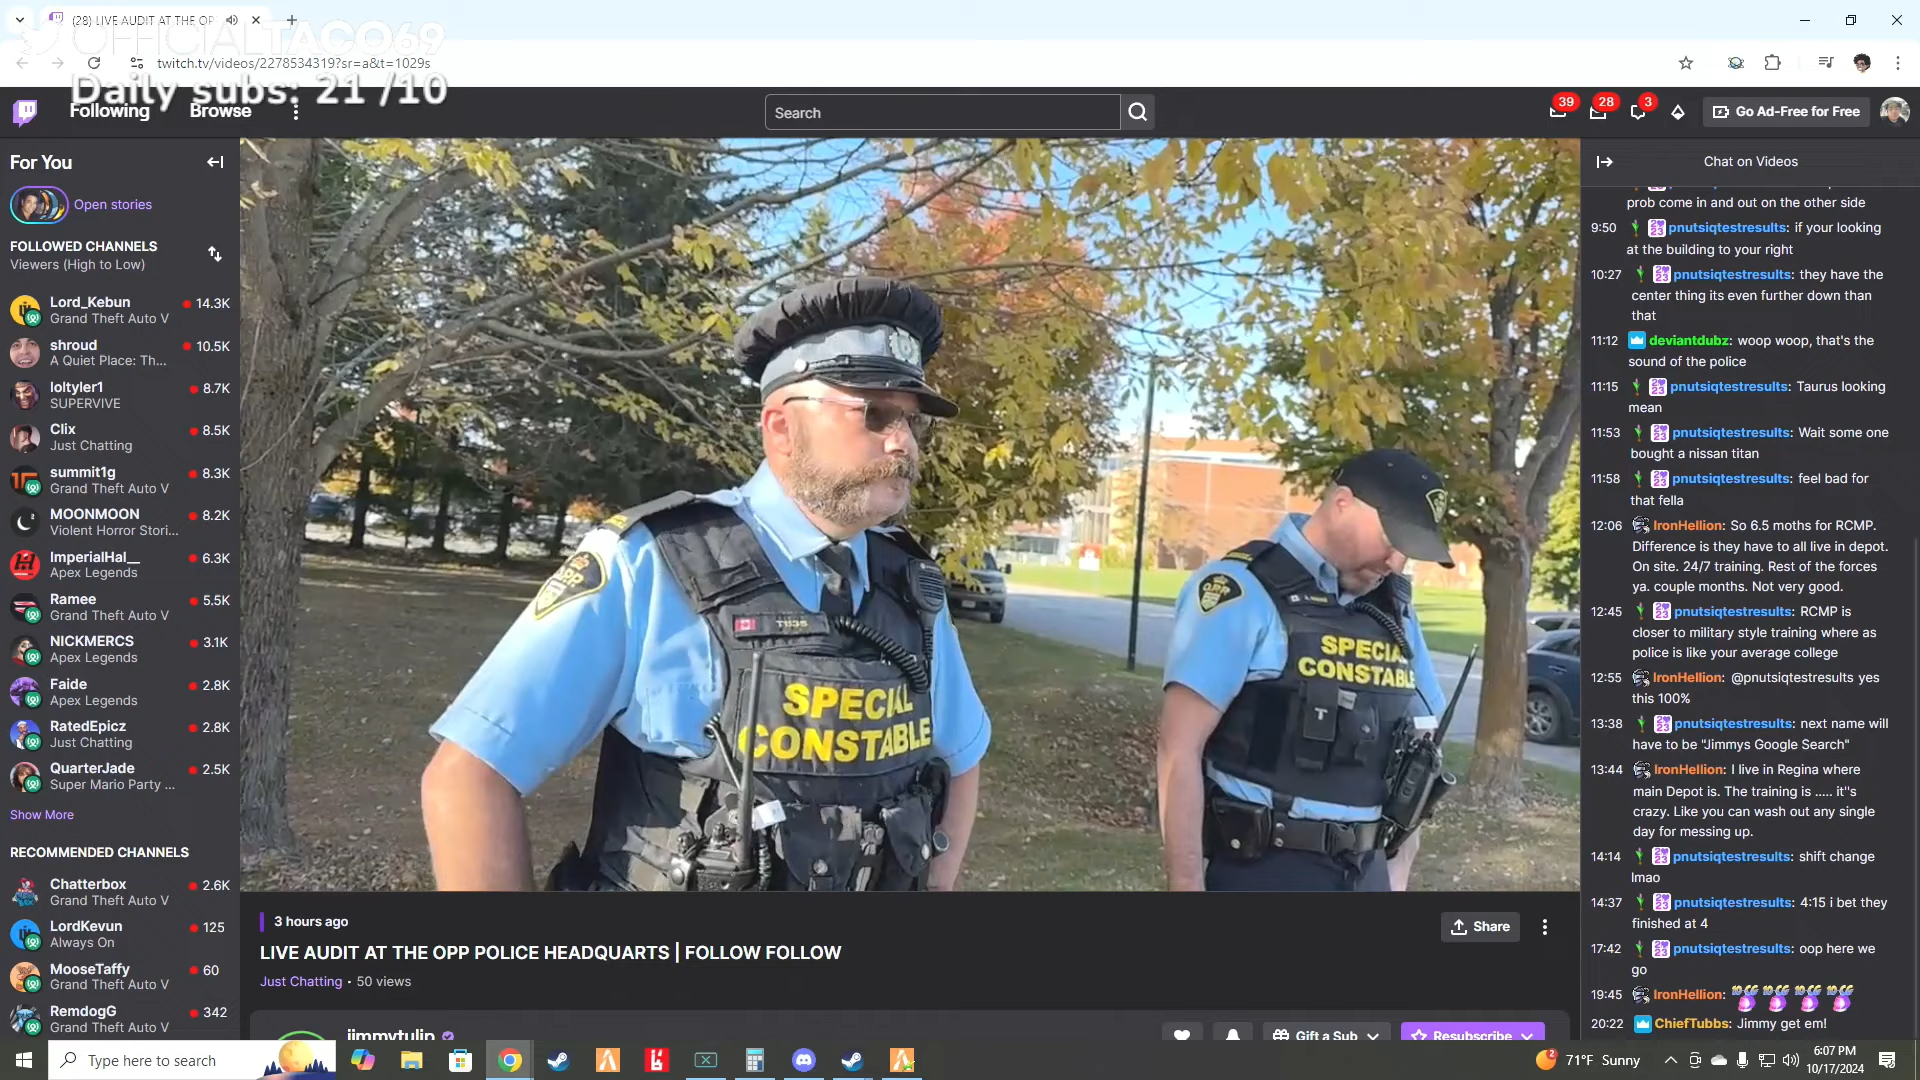 (28) LIVE AUDIT AT THE OP
OFFICIALTACO69
twitch.tv/videos/2278534319?sr=a&t=1029s
Daily subs: 21 /10
Following
Browse
Search
39
28
3
Go Ad-Free for Free
For You
Open stories
FOLLOWED CHANNELS
Viewers (High to Low)
Lord_Kebun
14.3K
Grand Theft Auto V
shroud
10.5K
A Quiet Place: Th...
loltyler1
8.7K
SUPERVIVE
Clix
8.5K
Just Chatting
summit1g
8.3K
Grand Theft Auto V
MOONMOON
8.2K
Violent Horror Stori...
ImperialHal__
6.3K
Apex Legends
Ramee
5.5K
Grand Theft Auto V
NICKMERCS
3.1K
Apex Legends
Faide
2.8K
Apex Legends
RatedEpicz
2.8K
Just Chatting
QuarterJade
2.5K
Super Mario Party ...
Show More
RECOMMENDED CHANNELS
Chatterbox
2.6K
Grand Theft Auto V
LordKevun
125
Always On
MooseTaffy
60
Grand Theft Auto V
RemdogG
342
Grand Theft Auto V
OPP
T1835
SPECIAL
CONSTABLE
OPP
SPECIAL
CONSTABLE
3 hours ago
Share
LIVE AUDIT AT THE OPP POLICE HEADQUARTS | FOLLOW FOLLOW
Just Chatting • 50 views
jimmytulip
Gift a Sub
Resubscribe
Chat on Videos
prob come in and out on the other side
9:50 pnutsiqtestresults: if your looking
at the building to your right
10:27 pnutsiqtestresults: they have the
center thing its even further down than
that
11:12 deviantdubz: woop woop, that's the
sound of the police
11:15 pnutsiqtestresults: Taurus looking
mean
11:53 pnutsiqtestresults: Wait some one
bought a nissan titan
11:58 pnutsiqtestresults: feel bad for
that fella
12:06 IronHellion: So 6.5 moths for RCMP.
Difference is they have to all live in depot.
On site. 24/7 training. Rest of the forces
ya. couple months. Not very good.
12:45 pnutsiqtestresults: RCMP is
closer to military style training where as
police is like your average college
12:55 IronHellion: @pnutsiqtestresults yes
this 100%
13:38 pnutsiqtestresults: next name will
have to be "Jimmys Google Search"
13:44 IronHellion: I live in Regina where
main Depot is. The training is ..... it"s
crazy. Like you can wash out any single
day for messing up.
14:14 pnutsiqtestresults: shift change
lmao
14:37 pnutsiqtestresults: 4:15 i bet they
finished at 4
17:42 pnutsiqtestresults: oop here we
go
19:45 IronHellion:
20:22 ChiefTubbs: Jimmy get em!
Type here to search
2
71°F Sunny
6:07 PM
10/17/2024